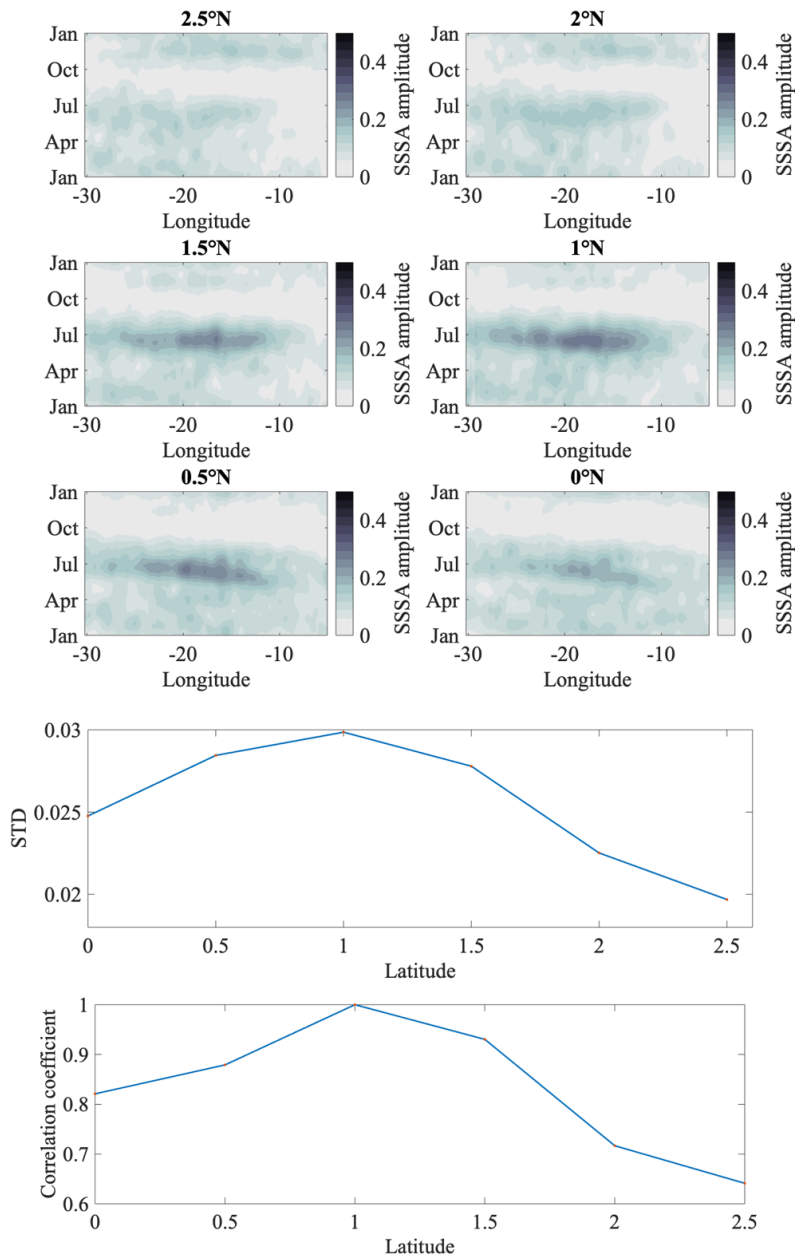 2.5°N
2°N
Jan
Oct
Jul
Apr
Jan
-30 -20 -10
Longitude
0.4
0.2
0
SSSA amplitude
Jan
Oct
Jul
Apr
Jan
-30 -20 -10
Longitude
0.4
0.2
0
SSSA amplitude
1.5°N
1°N
Jan
Oct
Jul
Apr
Jan
-30 -20 -10
Longitude
0.4
0.2
0
SSSA amplitude
Jan
Oct
Jul
Apr
Jan
-30 -20 -10
Longitude
0.4
0.2
0
SSSA amplitude
0.5°N
0°N
Jan
Oct
Jul
Apr
Jan
-30 -20 -10
Longitude
0.4
0.2
0
SSSA amplitude
Jan
Oct
Jul
Apr
Jan
-30 -20 -10
Longitude
0.4
0.2
0
SSSA amplitude
0.03
0.025
0.02
STD
0 0.5 1 1.5 2 2.5
Latitude
1
0.9
0.8
0.7
0.6
Correlation coefficient
0 0.5 1 1.5 2 2.5
Latitude